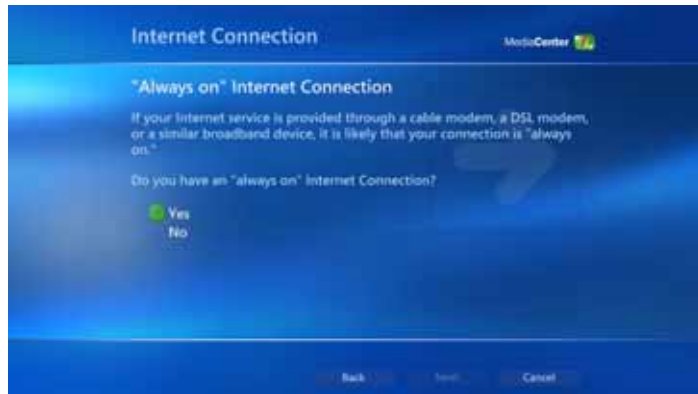 Internet Connection
MediaCenter
"Always on" Internet Connection
If your Internet service is provided through a cable modem, a DSL modem,
or a similar broadband device, it is likely that your connection is "always
on."
Do you have an "always on" Internet Connection?
Yes
No
Back Next Cancel